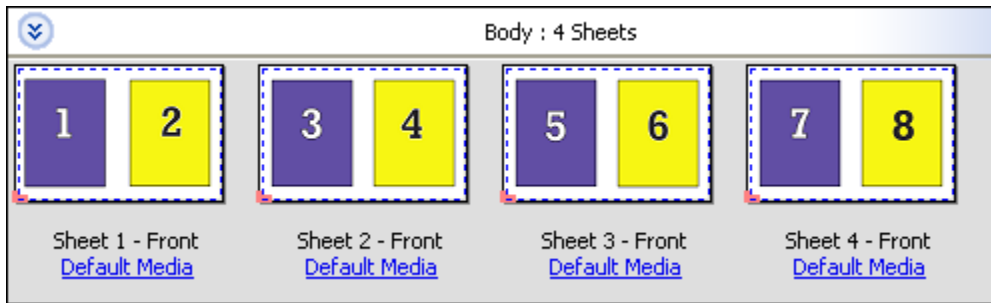 Body : 4 Sheets
1 2 3 4 5 6 7 8
Sheet 1 - Front Sheet 2 - Front Sheet 3 - Front Sheet 4 - Front
Default Media Default Media Default Media Default Media